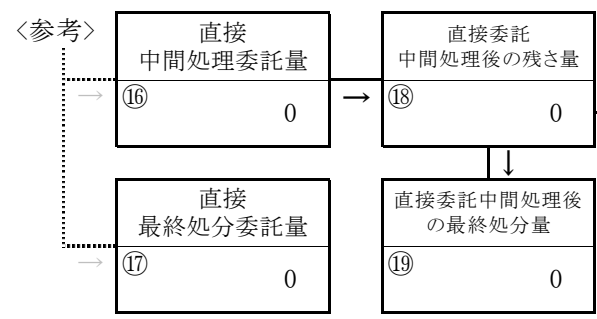 〈参考〉
直接
中間処理委託量
⑯
0
→
→
直接委託
中間処理後の残さ量
⑱
0
↓
直接
最終処分委託量
→
⑰
0
直接委託中間処理後
の最終処分量
⑲
0